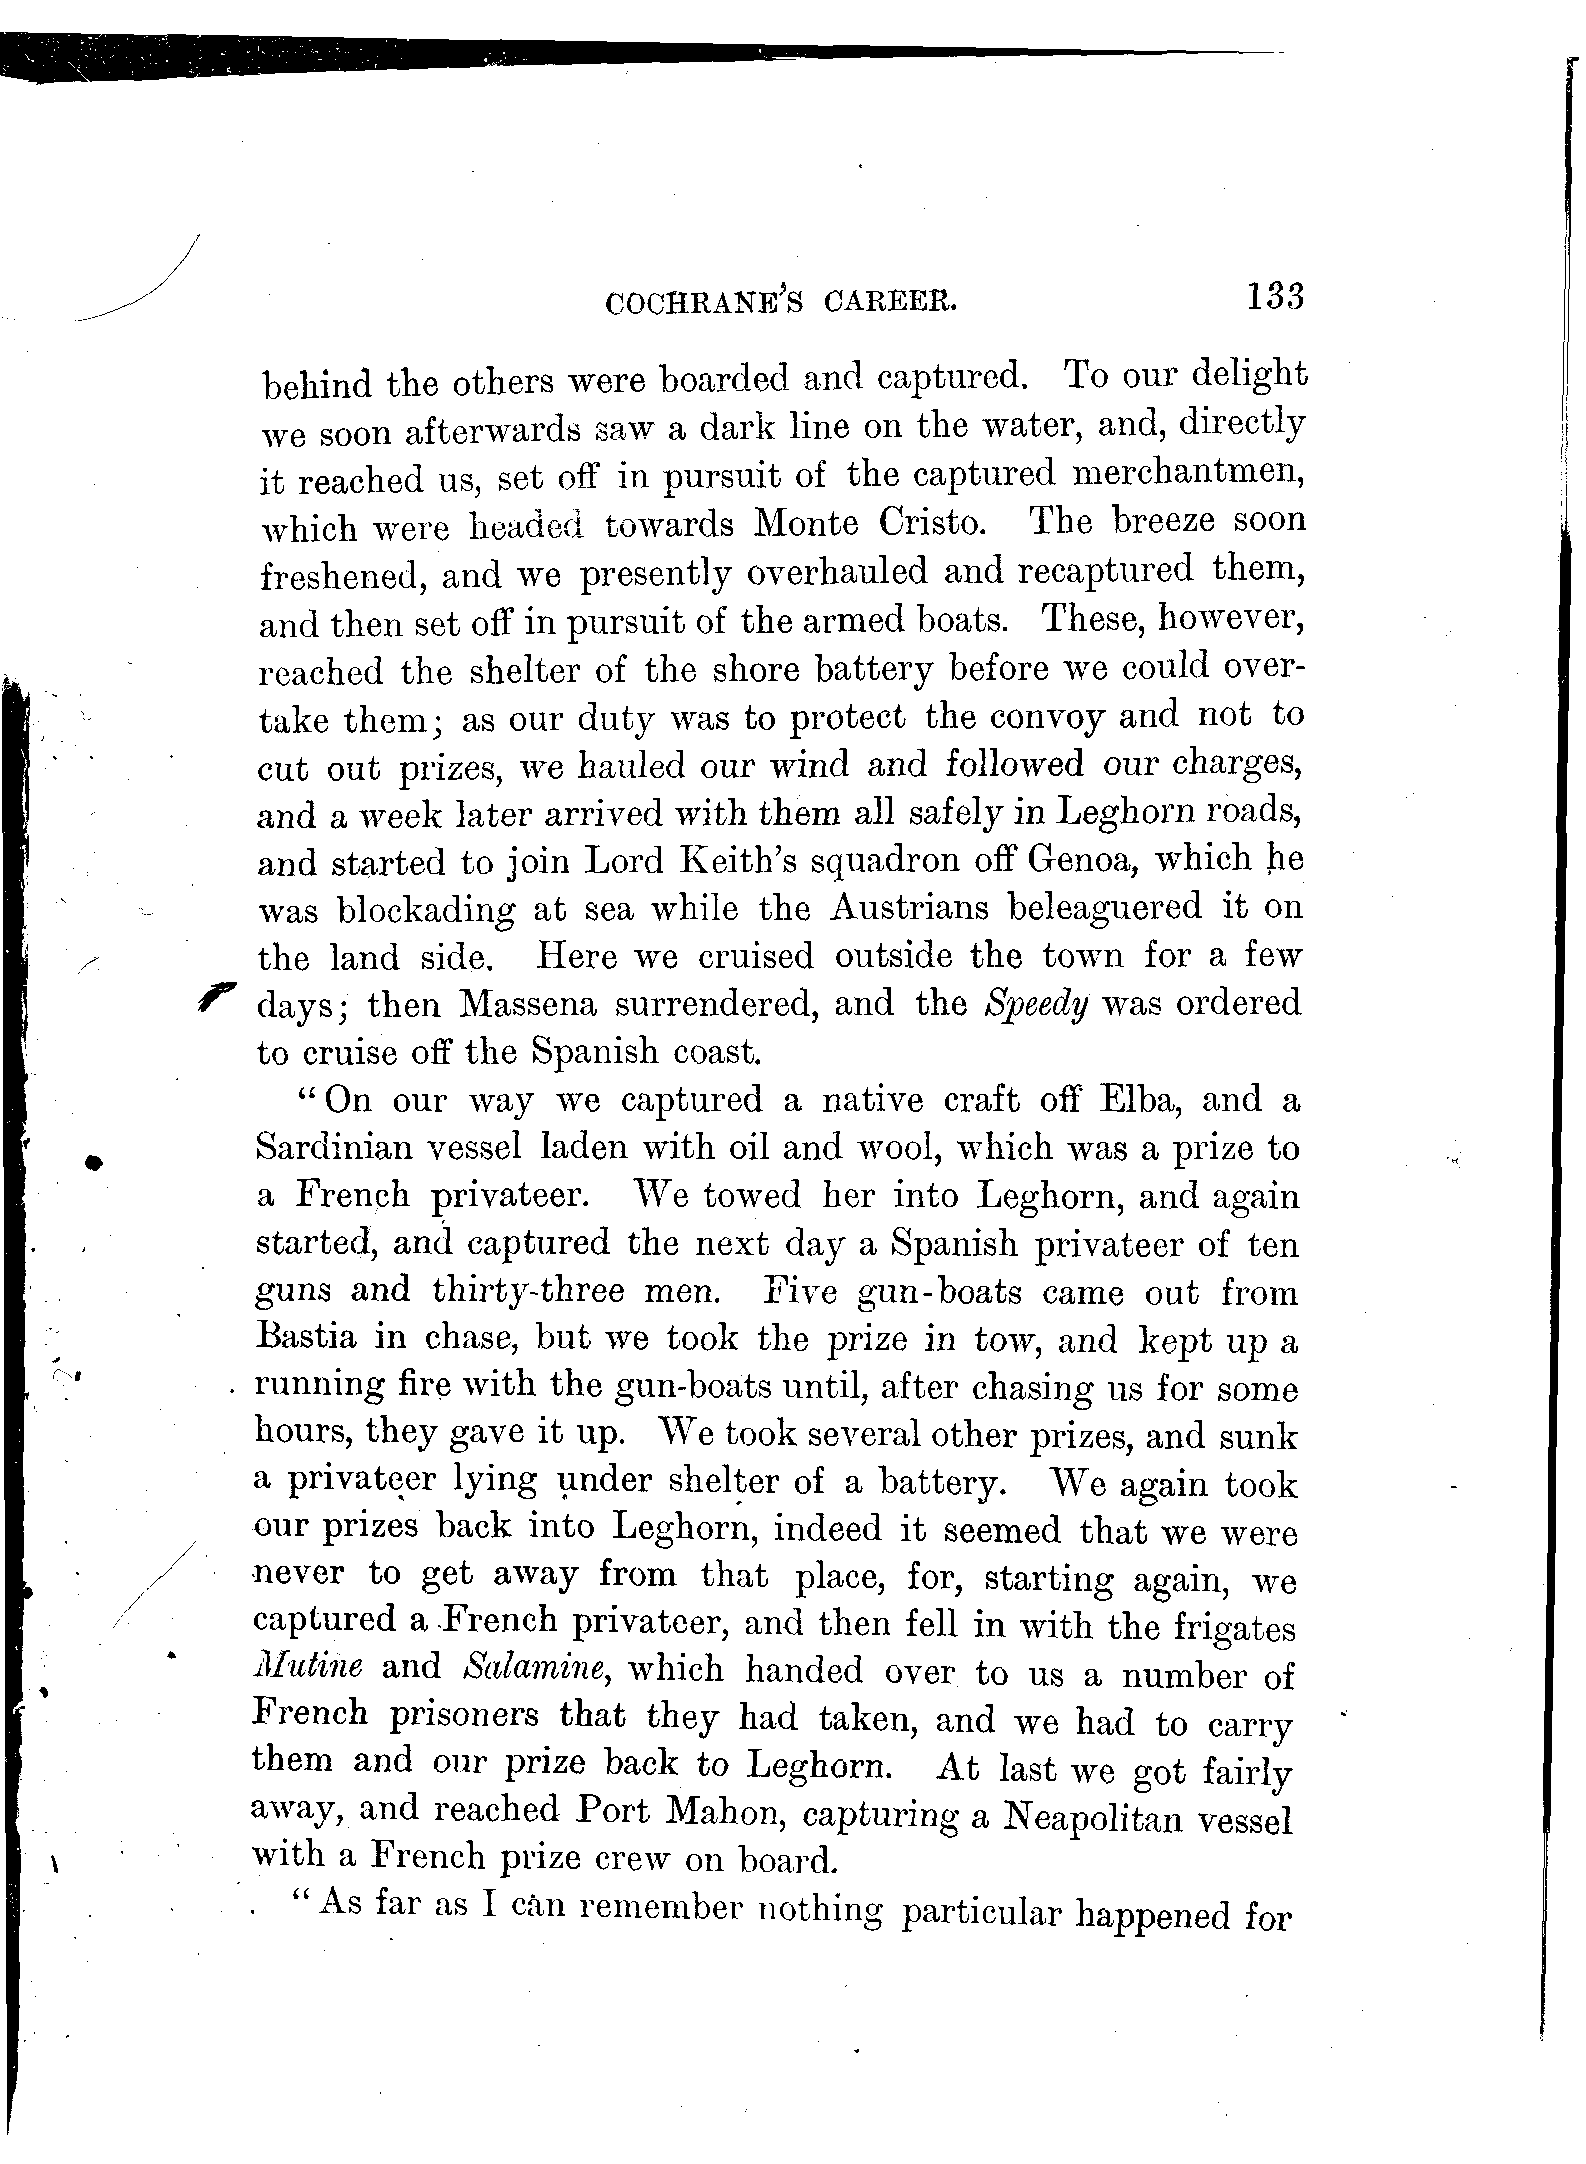 COCHRANE'S CAREER. 133
behind the others were boarded and captured. To our delight
we soon afterwards saw a dark line on the water, and, directly
it reached us, set off in pursuit of the captured merchantmen,
which were headed towards Monte Cristo. The breeze soon
freshened, and we presently overhauled and recaptured them,
and then set off in pursuit of the armed boats. These, however,
reached the shelter of the shore battery before we could over-
take them; as our duty was to protect the convoy and not to
cut out prizes, we hauled our wind and followed our charges,
and a week later arrived with them all safely in Leghorn roads,
and started to join Lord Keith's squadron off Genoa, which he
was blockading at sea while the Austrians beleaguered it on
the land side. Here we cruised outside the town for a few
days; then Massena surrendered, and the Speedy was ordered
to cruise off the Spanish coast.
"On our way we captured a native craft off Elba, and a
Sardinian vessel laden with oil and wool, which was a prize to
a French privateer. We towed her into Leghorn, and again
started, and captured the next day a Spanish privateer of ten
guns and thirty-three men. Five gun-boats came out from
Bastia in chase, but we took the prize in tow, and kept up a
running fire with the gun-boats until, after chasing us for some
hours, they gave it up. We took several other prizes, and sunk
a privateer lying under shelter of a battery. We again took
our prizes back into Leghorn, indeed it seemed that we were
never to get away from that place, for, starting again, we
captured a French privateer, and then fell in with the frigates
Mutine and Salamine, which handed over to us a number of
French prisoners that they had taken, and we had to carry
them and our prize back to Leghorn. At last we got fairly
away, and reached Port Mahon, capturing a Neapolitan vessel
with a French prize crew on board.
"As far as I can remember nothing particular happened for